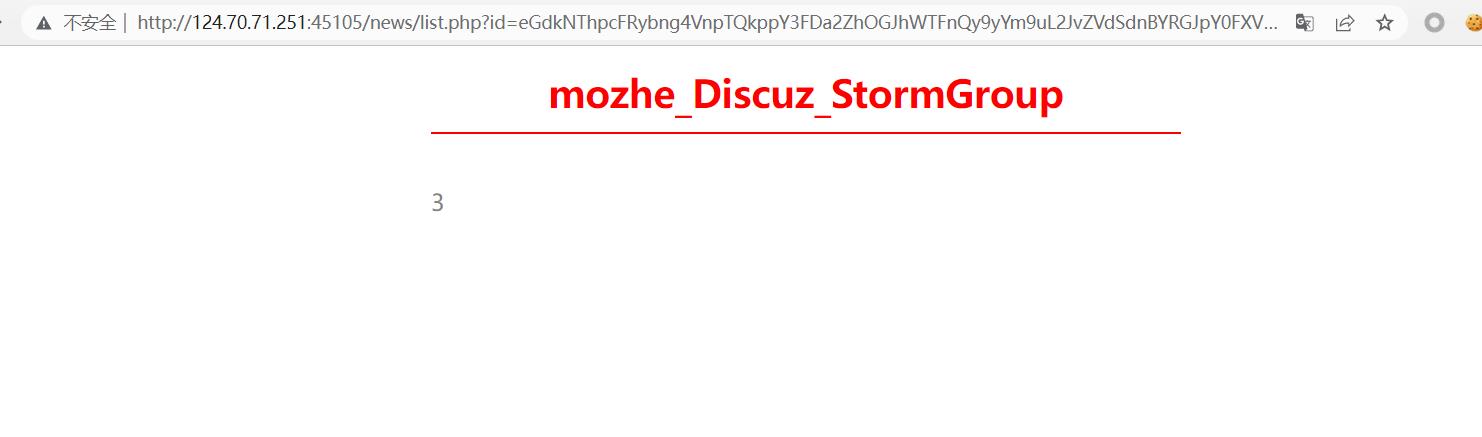 不安全 | http://124.70.71.251:45105/news/list.php?id=eGdkNThpcFRybng4VnpTQkppY3FDa2ZhOGJhWTFnQy9yYm9uL2JvZVdSdnBYRGJpY0FXV...
mozhe_Discuz_StormGroup
3